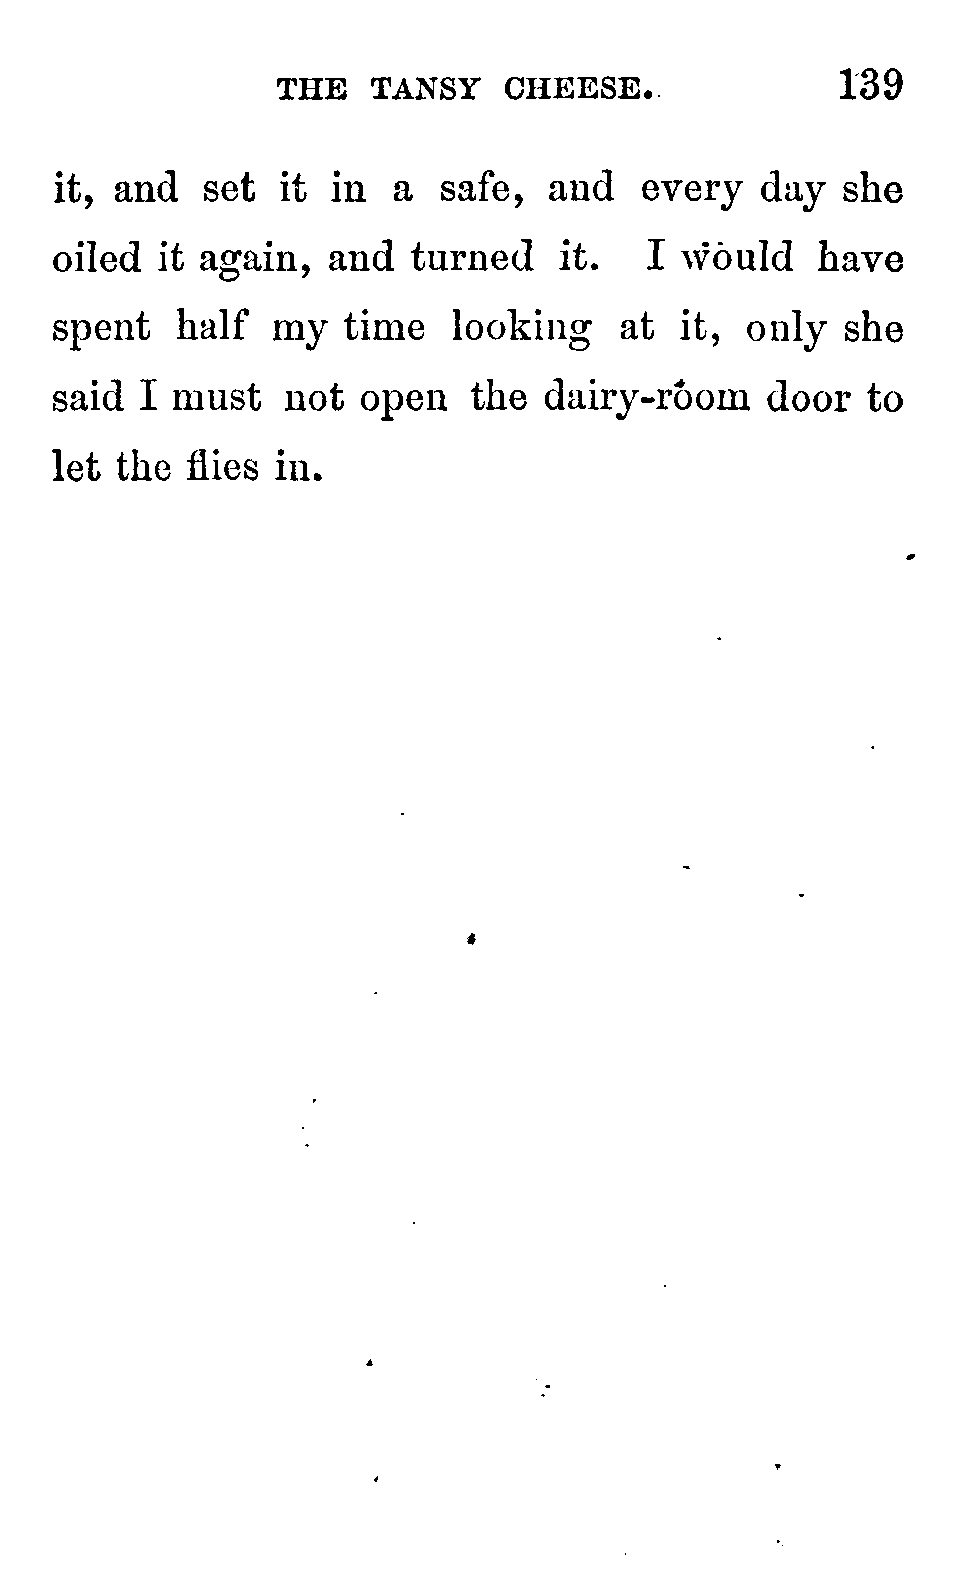 THE TANSY CHEESE. 139
it, and set it in a safe, and every day she
oiled it again, and turned it. I would have
spent half my time looking at it, only she
said I must not open the dairy-room door to
let the flies in.